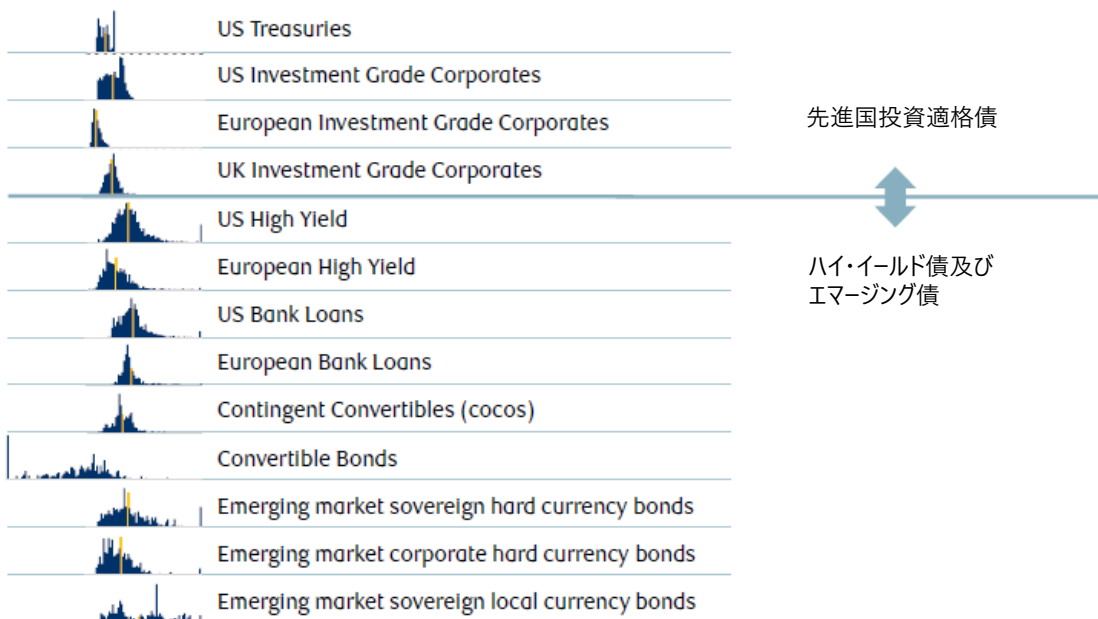 US Treasuries
US Investment Grade Corporates
European Investment Grade Corporates
先進国投資適格債
UK Investment Grade Corporates
US High Yield
European High Yield
ハイ・イールド債及び
エマージング債
US Bank Loans
European Bank Loans
Contingent Convertibles (cocos)
Convertible Bonds
Emerging market sovereign hard currency bonds
Emerging market corporate hard currency bonds
Emerging market sovereign local currency bonds